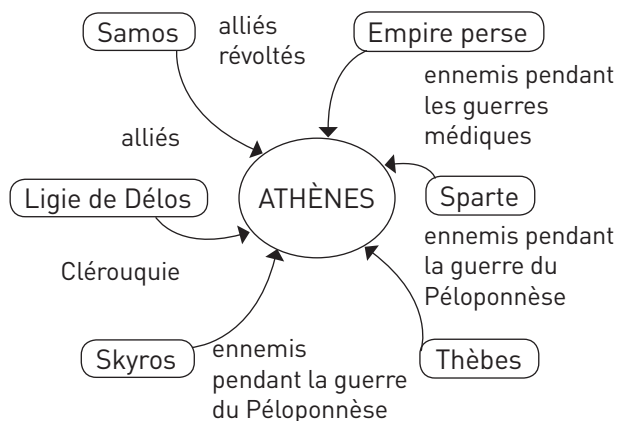 Samos
alliés
révoltés
Empire perse
ennemis pendant
les guerres
médiques
alliés
Ligie de Délos
ATHÈNES
Sparte
ennemis pendant
la guerre du
Péloponnèse
Clérouquie
Skyros
ennemis
pendant la guerre
du Péloponnèse
Thèbes